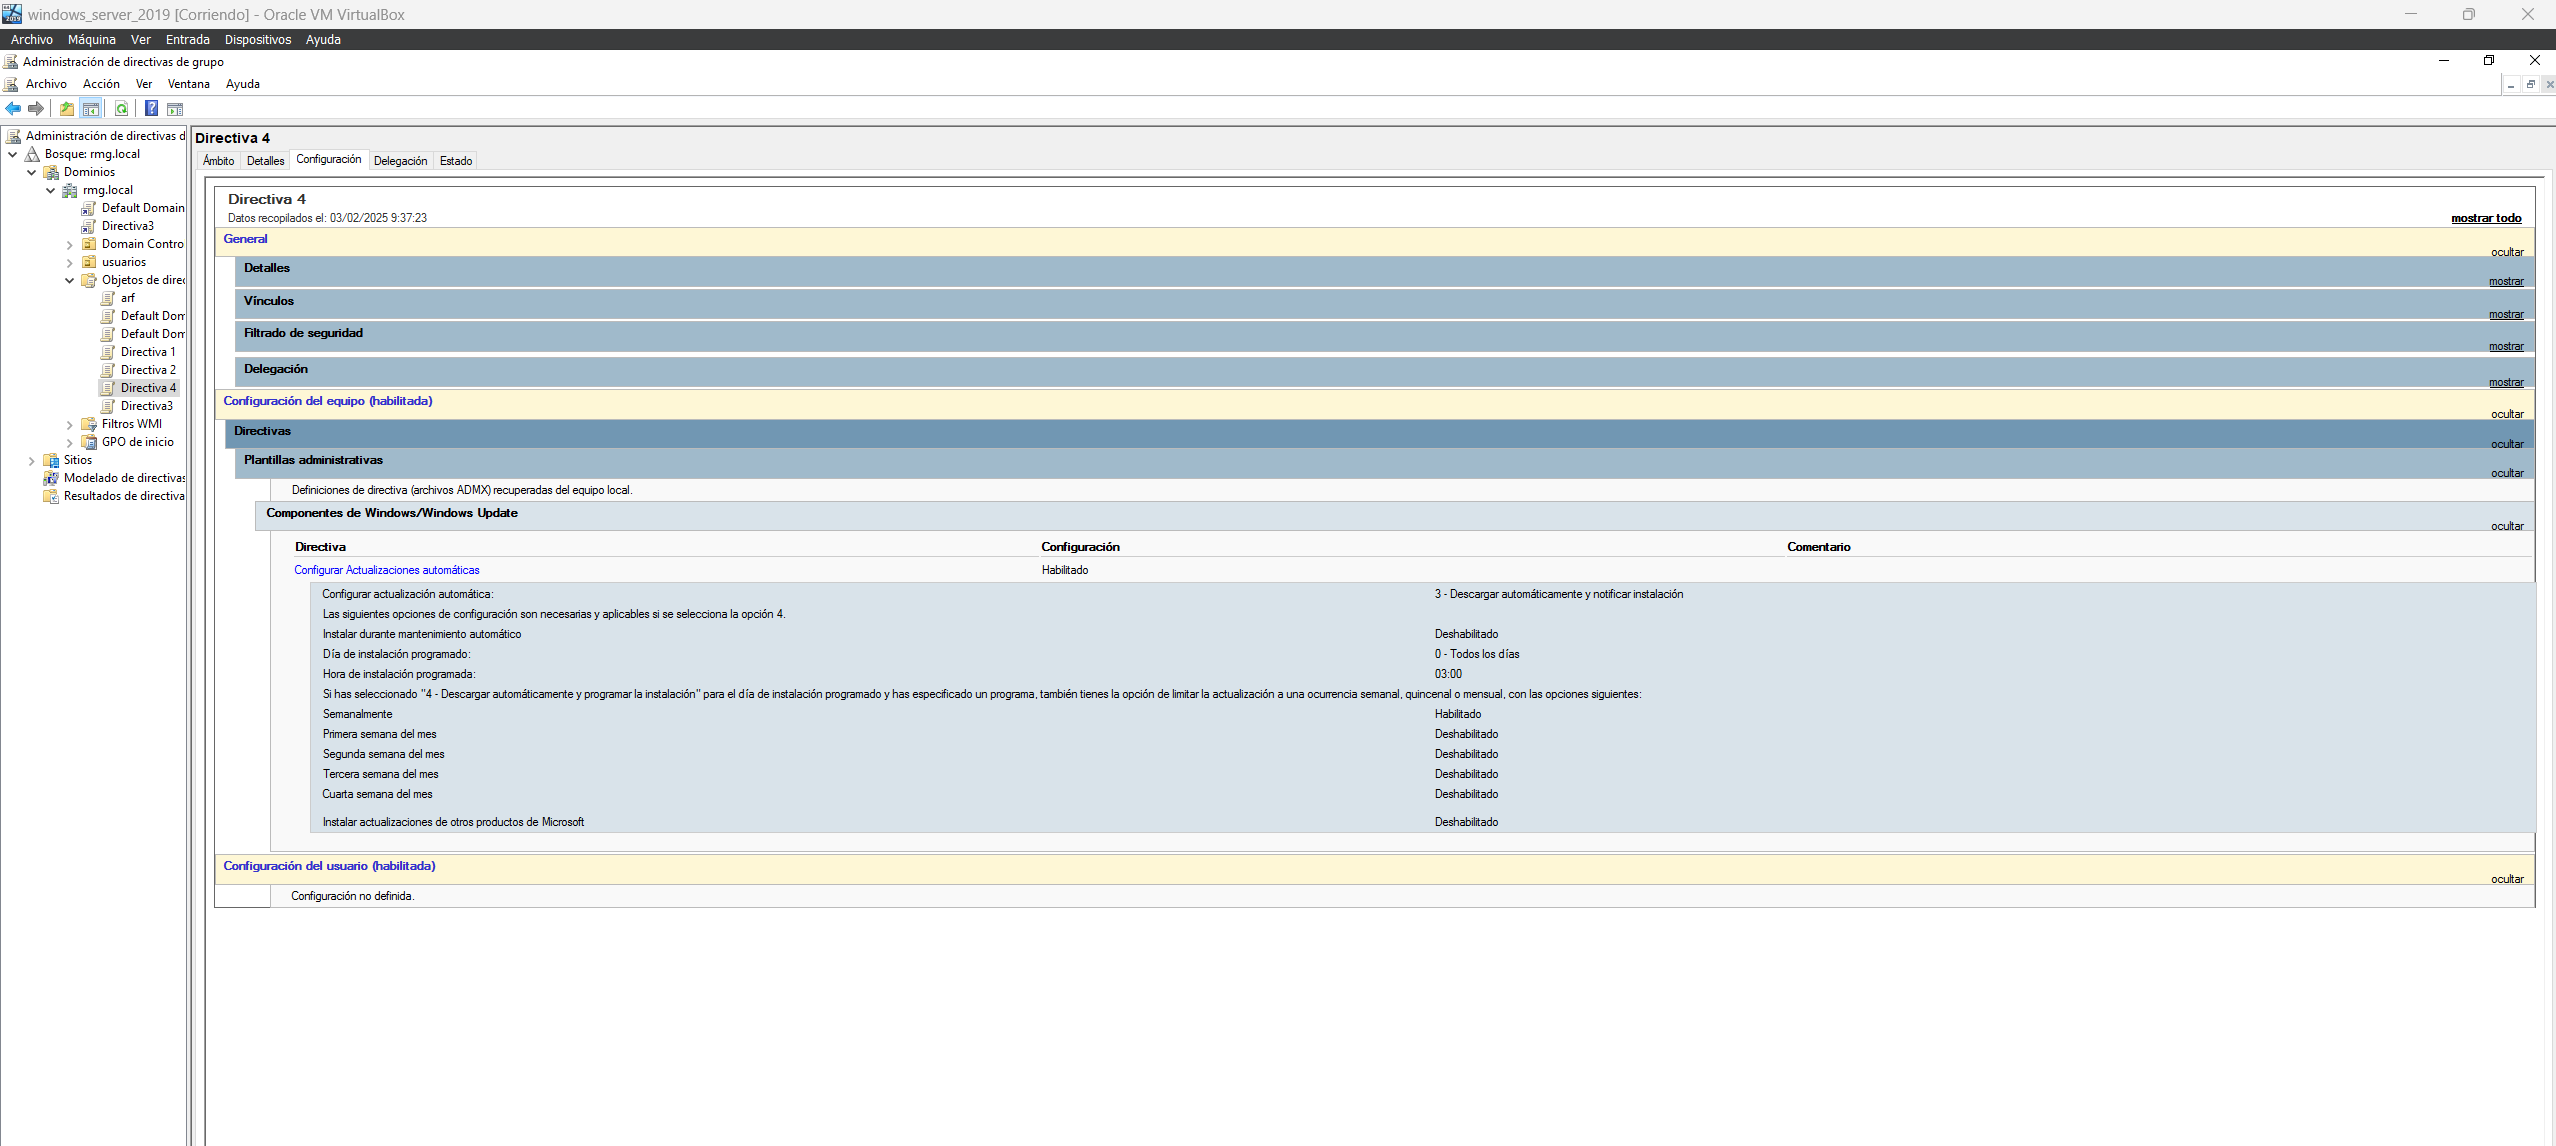 windows_server_2019 [Corriendo] - Oracle VM VirtualBox
Archivo Máquina Ver Entrada Dispositivos Ayuda
Administración de directivas de grupo
Archivo Acción Ver Ventana Ayuda
Administración de directivas d
Bosque: rmg.local
Dominios
rmg.local
Default Domain
Directiva3
Domain Contro
usuarios
Objetos de direc
arf
Default Dom
Default Dom
Directiva 1
Directiva 2
Directiva 4
Directiva3
Filtros WMI
GPO de inicio
Sitios
Modelado de directivas
Resultados de directiva
Directiva 4
Ámbito Detalles Configuración Delegación Estado
Directiva 4
Datos recopilados el: 03/02/2025 9:37:23
mostrar todo
General
ocultar
Detalles
mostrar
Vínculos
mostrar
Filtrado de seguridad
mostrar
Delegación
mostrar
Configuración del equipo (habilitada)
ocultar
Directivas
ocultar
Plantillas administrativas
ocultar
Definiciones de directiva (archivos ADMX) recuperadas del equipo local.
Componentes de Windows/Windows Update
ocultar
Directiva Configuración Comentario
Configurar Actualizaciones automáticas Habilitado
Configurar actualización automática: 3 - Descargar automáticamente y notificar instalación
Las siguientes opciones de configuración son necesarias y aplicables si se selecciona la opción 4.
Instalar durante mantenimiento automático Deshabilitado
Día de instalación programado: 0 - Todos los días
Hora de instalación programada: 03:00
Si has seleccionado "4 - Descargar automáticamente y programar la instalación" para el día de instalación programado y has especificado un programa, también tienes la opción de limitar la actualización a una ocurrencia semanal, quincenal o mensual, con las opciones siguientes:
Semanalmente Habilitado
Primera semana del mes Deshabilitado
Segunda semana del mes Deshabilitado
Tercera semana del mes Deshabilitado
Cuarta semana del mes Deshabilitado
Instalar actualizaciones de otros productos de Microsoft Deshabilitado
Configuración del usuario (habilitada)
ocultar
Configuración no definida.